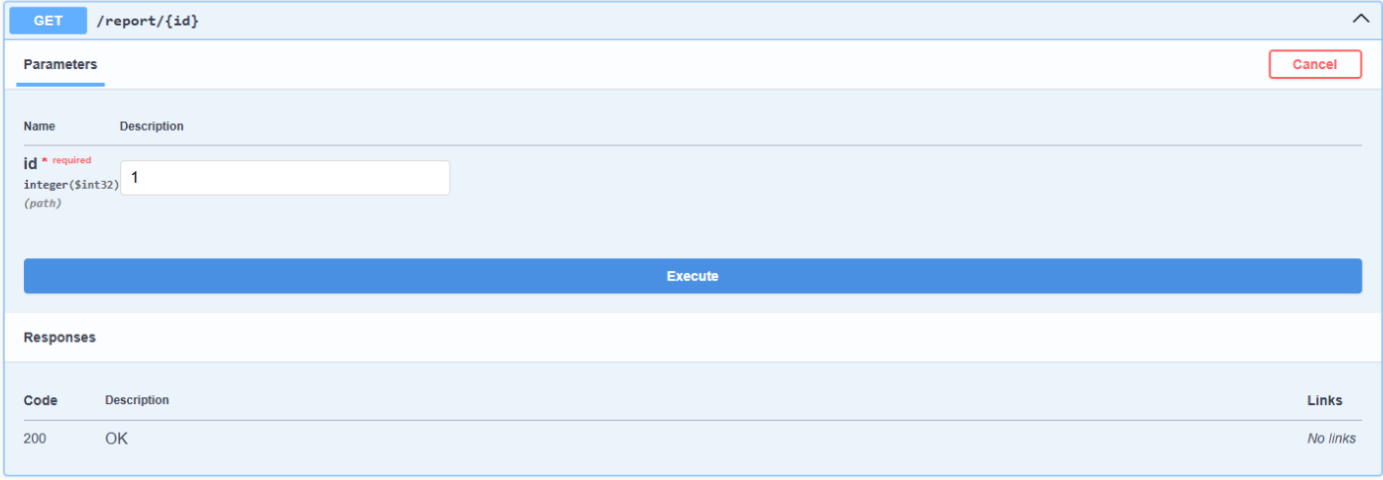 GET /report/{id}
Parameters
Cancel
Name Description
id * required
integer($int32)
(path)
1
Execute
Responses
Code Description Links
200 OK No links